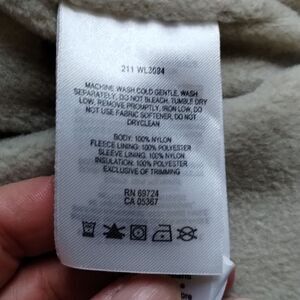 211 WL3034
MACHINE WASH COLD GENTLE, WASH
SEPARATELY, DO NOT BLEACH, TUMBLE DRY
LOW, REMOVE PROMPTLY, IRON LOW, DO
NOT USE FABRIC SOFTENER, DO NOT
DRYCLEAN
BODY: 100% NYLON
FLEECE LINING: 100% POLYESTER
SLEEVE LINING: 100% POLYESTER
INSULATION: 100% POLYESTER
EXCLUSIVE OF TRIMMING
RN 69724
CA 05367